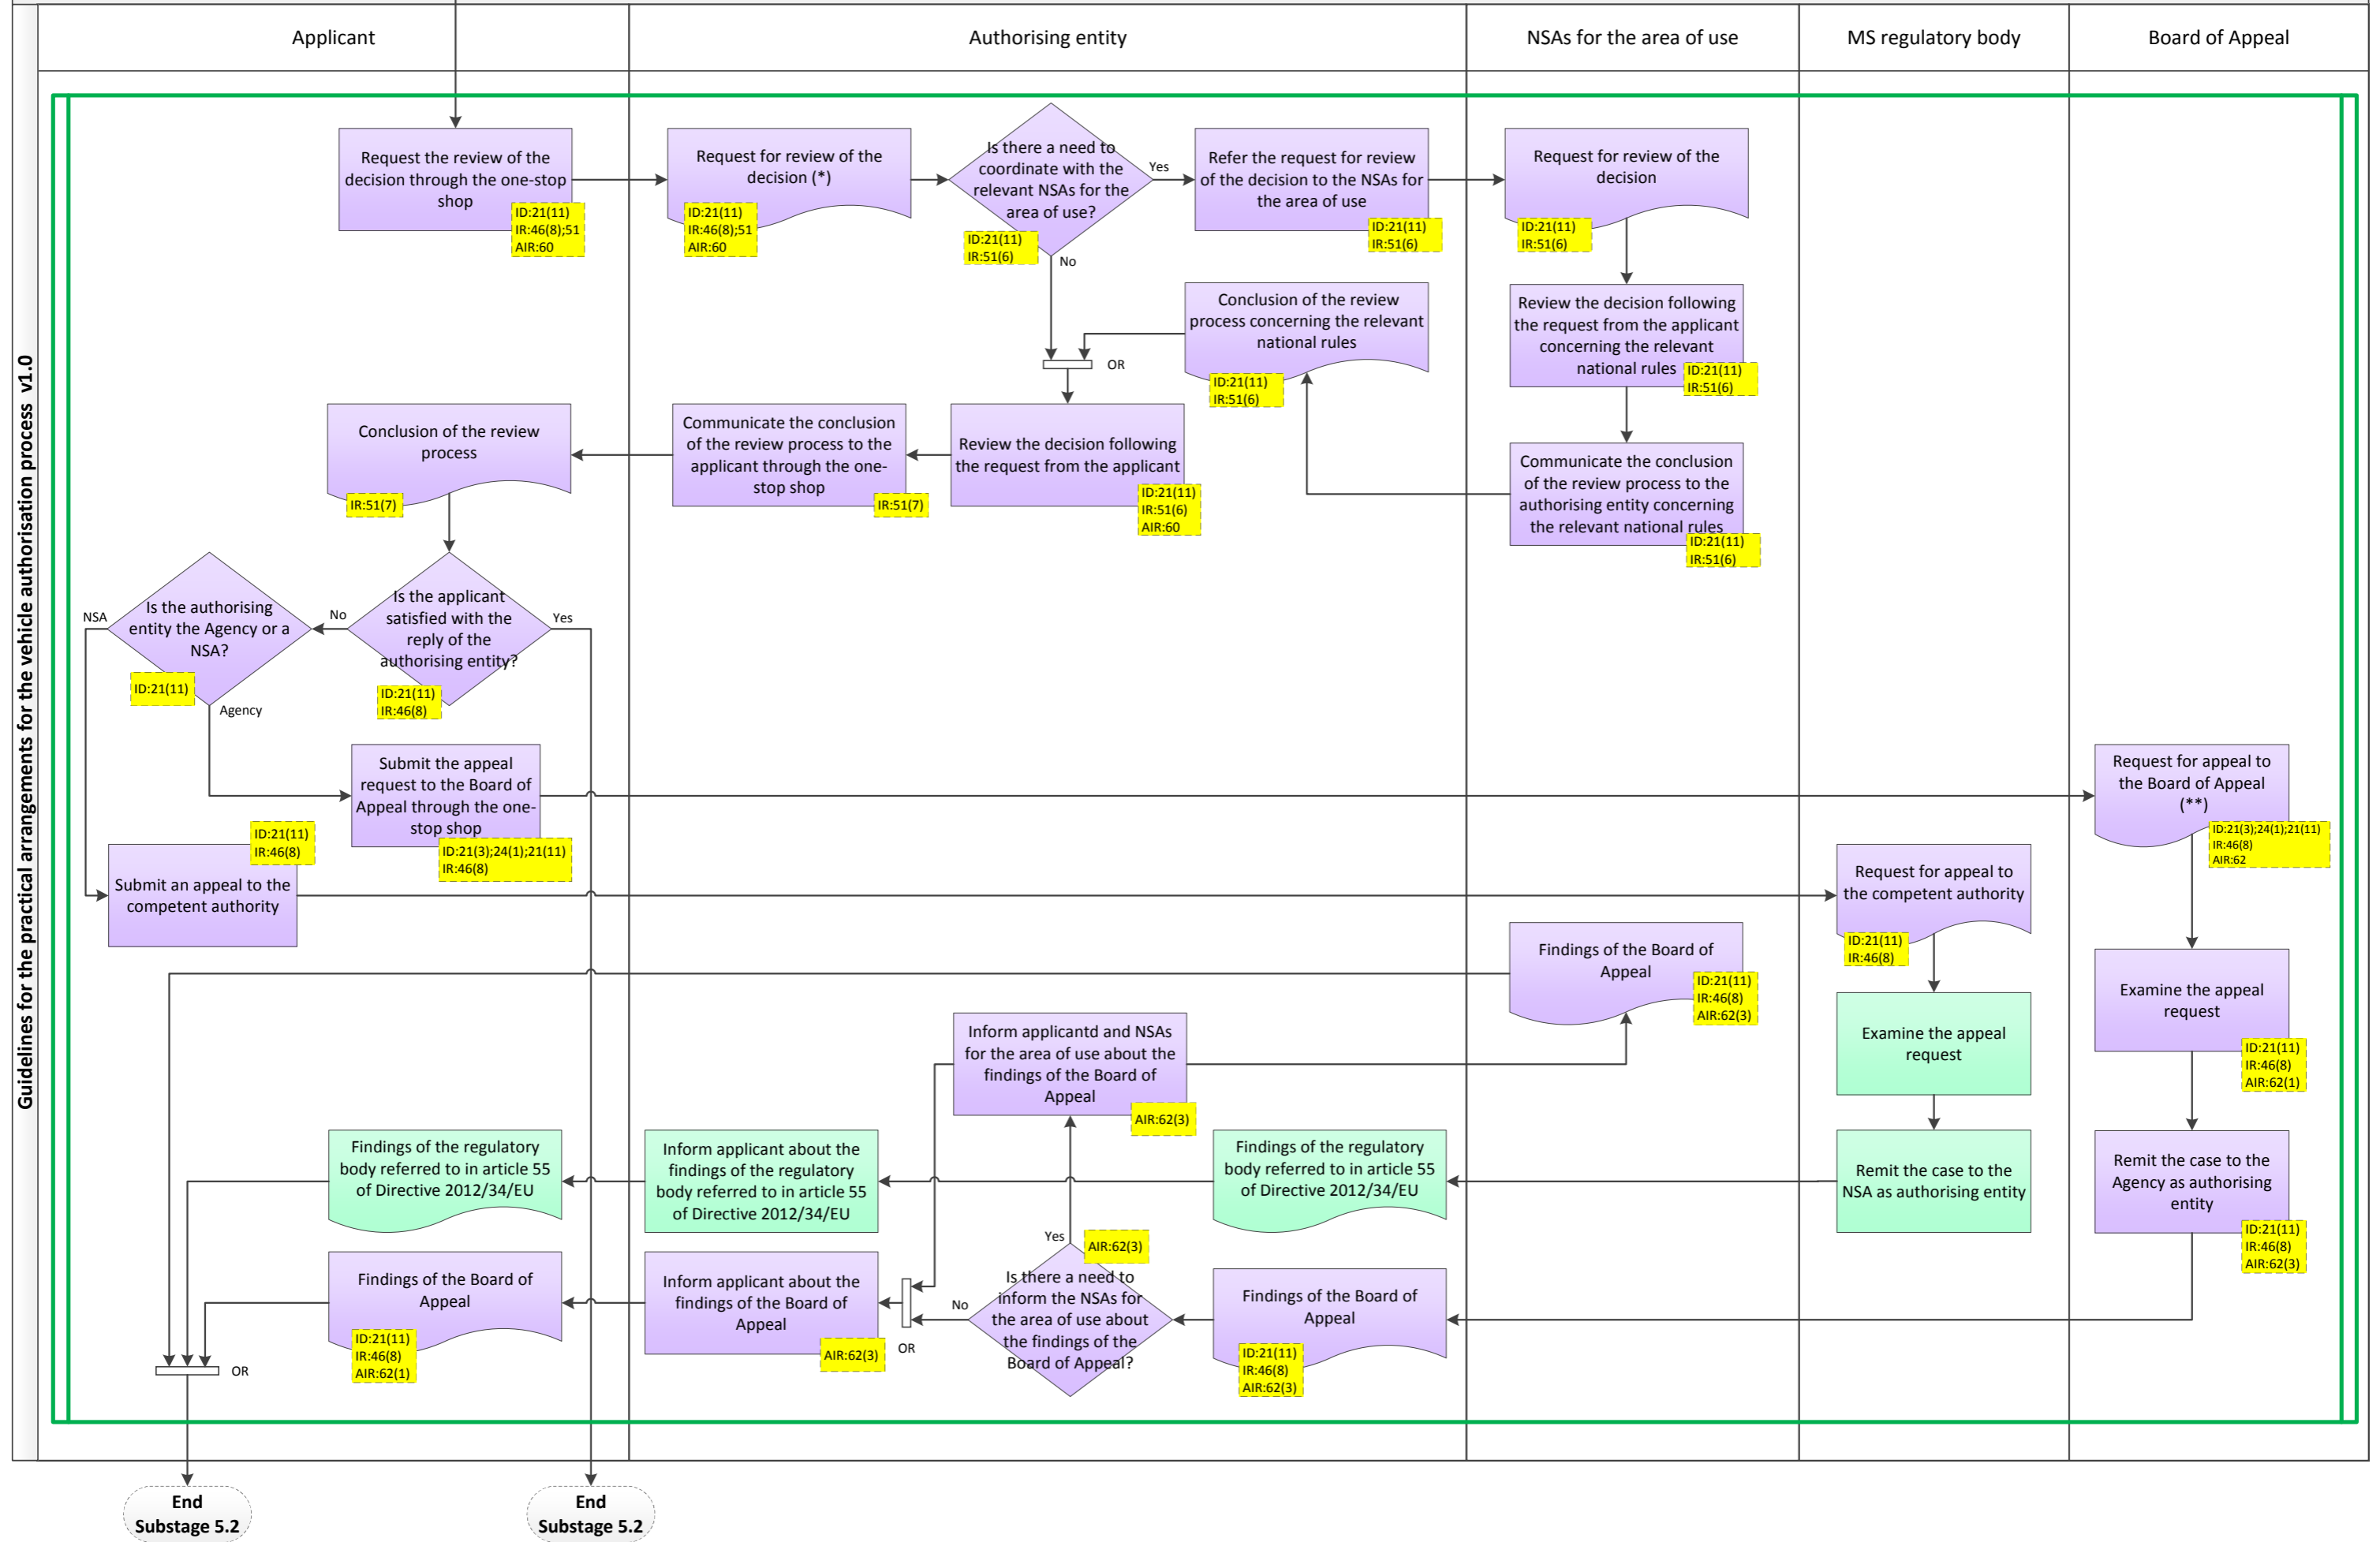 Guidelines for the practical arrangements for the vehicle authorisation process v1.0
Applicant
Authorising entity
NSAs for the area of use
MS regulatory body
Board of Appeal
Request the review of the
decision through the one-stop
shop
ID:21(11)
IR:46(8);51
AIR:60
Request for review of the
decision (*)
ID:21(11)
IR:46(8);51
AIR:60
Is there a need to
coordinate with the
relevant NSAs for the
area of use?
ID:21(11)
IR:51(6)
Yes
No
Refer the request for review
of the decision to the NSAs for
the area of use
ID:21(11)
IR:51(6)
Request for review of the
decision
ID:21(11)
IR:51(6)
Conclusion of the review
process concerning the relevant
national rules
ID:21(11)
IR:51(6)
Review the decision following
the request from the applicant
concerning the relevant
national rules
ID:21(11)
IR:51(6)
OR
Conclusion of the review
process
IR:51(7)
Communicate the conclusion
of the review process to the
applicant through the one-
stop shop
IR:51(7)
Review the decision following
the request from the applicant
ID:21(11)
IR:51(6)
AIR:60
Communicate the conclusion
of the review process to the
authorising entity concerning
the relevant national rules
ID:21(11)
IR:51(6)
NSA
Is the authorising
entity the Agency or a
NSA?
ID:21(11)
Agency
No
Is the applicant
satisfied with the
reply of the
authorising entity?
ID:21(11)
IR:46(8)
Yes
Submit the appeal
request to the Board of
Appeal through the one-
stop shop
ID:21(3);24(1);21(11)
IR:46(8)
Request for appeal to
the Board of Appeal
(**)
ID:21(3);24(1);21(11)
IR:46(8)
AIR:62
ID:21(11)
IR:46(8)
Submit an appeal to the
competent authority
Request for appeal to
the competent authority
ID:21(11)
IR:46(8)
Findings of the Board of
Appeal
ID:21(11)
IR:46(8)
AIR:62(3)
Examine the appeal
request
ID:21(11)
IR:46(8)
AIR:62(1)
Examine the appeal
request
Inform applicantd and NSAs
for the area of use about the
findings of the Board of
Appeal
AIR:62(3)
Findings of the regulatory
body referred to in article 55
of Directive 2012/34/EU
Inform applicant about the
findings of the regulatory
body referred to in article 55
of Directive 2012/34/EU
Findings of the regulatory
body referred to in article 55
of Directive 2012/34/EU
Remit the case to the
NSA as authorising entity
Remit the case to the
Agency as authorising
entity
ID:21(11)
IR:46(8)
AIR:62(3)
Findings of the Board of
Appeal
ID:21(11)
IR:46(8)
AIR:62(1)
Inform applicant about the
findings of the Board of
Appeal
AIR:62(3)
OR
No
Yes
AIR:62(3)
Is there a need to
inform the NSAs for
the area of use about
the findings of the
Board of Appeal?
Findings of the Board of
Appeal
ID:21(11)
IR:46(8)
AIR:62(3)
OR
End
Substage 5.2
End
Substage 5.2